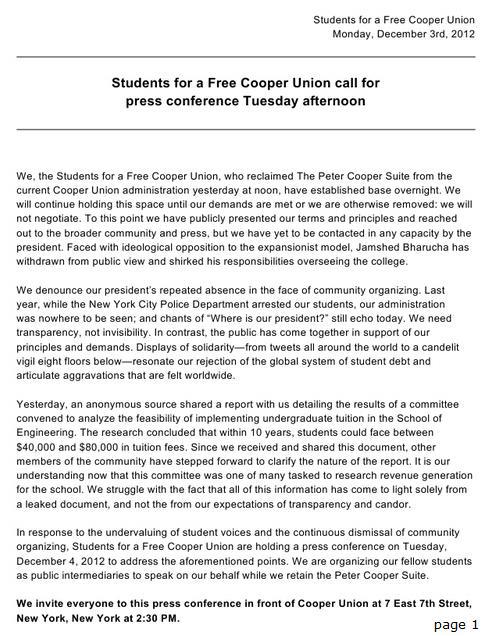 Students for a Free Cooper Union
Monday, December 3rd, 2012
Students for a Free Cooper Union call for
press conference Tuesday afternoon
We, the Students for a Free Cooper Union, who reclaimed The Peter Cooper Suite from the
current Cooper Union administration yesterday at noon, have established base overnight. We
will continue holding this space until our demands are met or we are otherwise removed: we will
not negotiate. To this point we have publicly presented our terms and principles and reached
out to the broader community and press, but we have yet to be contacted in any capacity by the
president. Faced with ideological opposition to the expansionist model, Jamshed Bharucha has
withdrawn from public view and shirked his responsibilities overseeing the college.
We denounce our president's repeated absence in the face of community organizing. Last
year, while the New York City Police Department arrested our students, our administration
was nowhere to be seen; and chants of “Where is our president?” still echo today. We need
transparency, not invisibility. In contrast, the public has come together in support of our
principles and demands. Displays of solidarity—from tweets all around the world to a candelit
vigil eight floors below—resonate our rejection of the global system of student debt and
articulate aggravations that are felt worldwide.
Yesterday, an anonymous source shared a report with us detailing the results of a committee
convened to analyze the feasibility of implementing undergraduate tuition in the School of
Engineering. The research concluded that within 10 years, students could face between
$40,000 and $80,000 in tuition fees. Since we received and shared this document, other
members of the community have stepped forward to clarify the nature of the report. It is our
understanding now that this committee was one of many tasked to research revenue generation
for the school. We struggle with the fact that all of this information has come to light solely from
a leaked document, and not the from our expectations of transparency and candor.
In response to the undervaluing of student voices and the continuous dismissal of community
organizing, Students for a Free Cooper Union are holding a press conference on Tuesday,
December 4, 2012 to address the aforementioned points. We are organizing our fellow students
as public intermediaries to speak on our behalf while we retain the Peter Cooper Suite.
We invite everyone to this press conference in front of Cooper Union at 7 East 7th Street,
New York, New York at 2:30 PM.
page 1